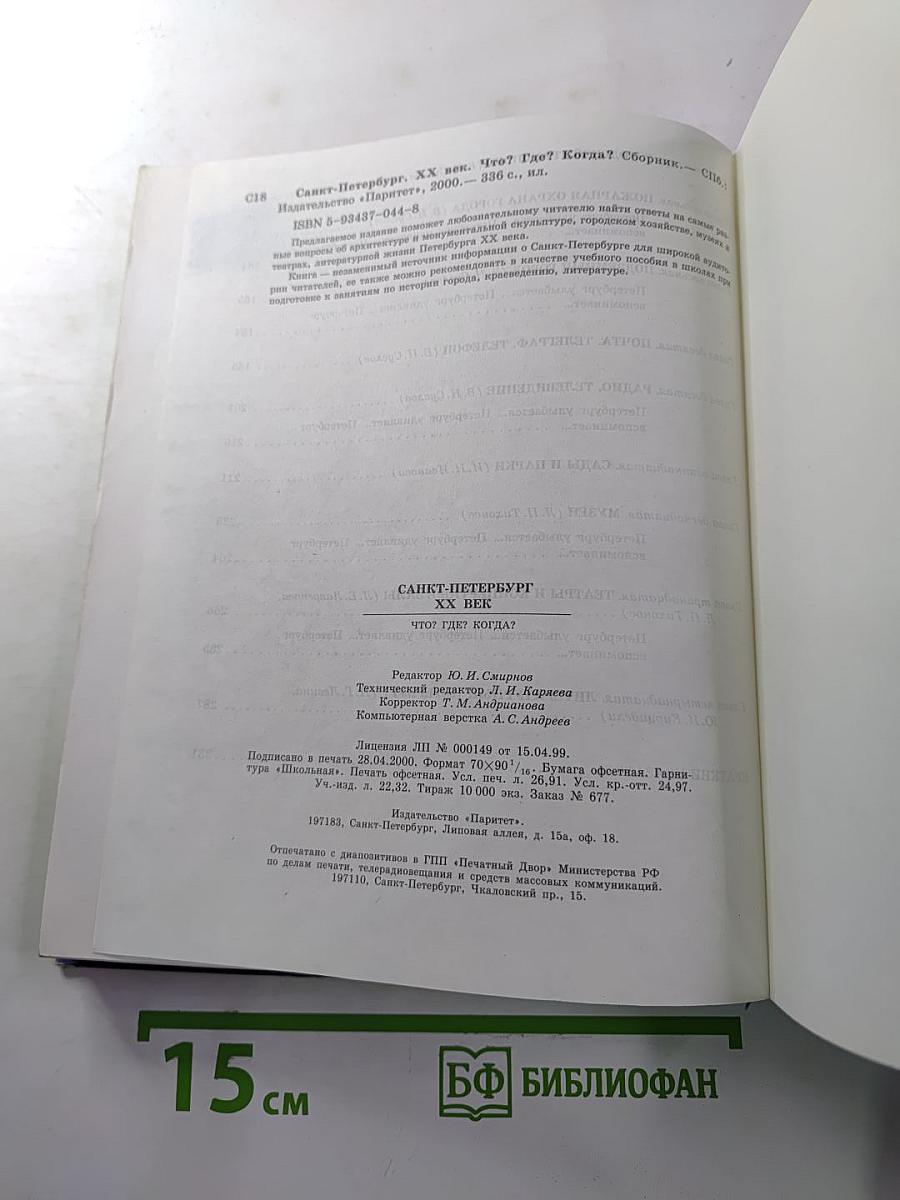 С18 Санкт-Петербург. XX век. Что? Где? Когда? Сборник.— СПб.:
Издательство «Паритет», 2000.— 336 с., ил.
ISBN 5-93437-044-8
Предлагаемое издание поможет любознательному читателю найти ответы на самые раз-
ные вопросы об архитектуре и монументальной скульптуре, городском хозяйстве, музеях и
театрах, литературной жизни Петербурга XX века.
Книга — незаменимый источник информации о Санкт-Петербурге для широкой аудито-
рии читателей, ее также можно рекомендовать в качестве учебного пособия в школах при
подготовке к занятиям по истории города, краеведению, литературе.
САНКТ-ПЕТЕРБУРГ
XX ВЕК
ЧТО? ГДЕ? КОГДА?
Редактор Ю. И. Смирнов
Технический редактор Л. И. Каряева
Корректор Т. М. Андрианова
Компьютерная верстка А. С. Андреев
Лицензия ЛП № 000149 от 15.04.99.
Подписано в печать 28.04.2000. Формат 70×90 1/16. Бумага офсетная. Гарни-
тура «Школьная». Печать офсетная. Усл. печ. л. 26,91. Усл. кр.-отт. 24,97.
Уч.-изд. л. 22,32. Тираж 10 000 экз. Заказ № 677.
Издательство «Паритет».
197183, Санкт-Петербург, Липовая аллея, д. 15а, оф. 18.
Отпечатано с диапозитивов в ГПП «Печатный Двор» Министерства РФ
по делам печати, телерадиовещания и средств массовых коммуникаций.
197110, Санкт-Петербург, Чкаловский пр., 15.
15 см
БФ БИБЛИОФАН